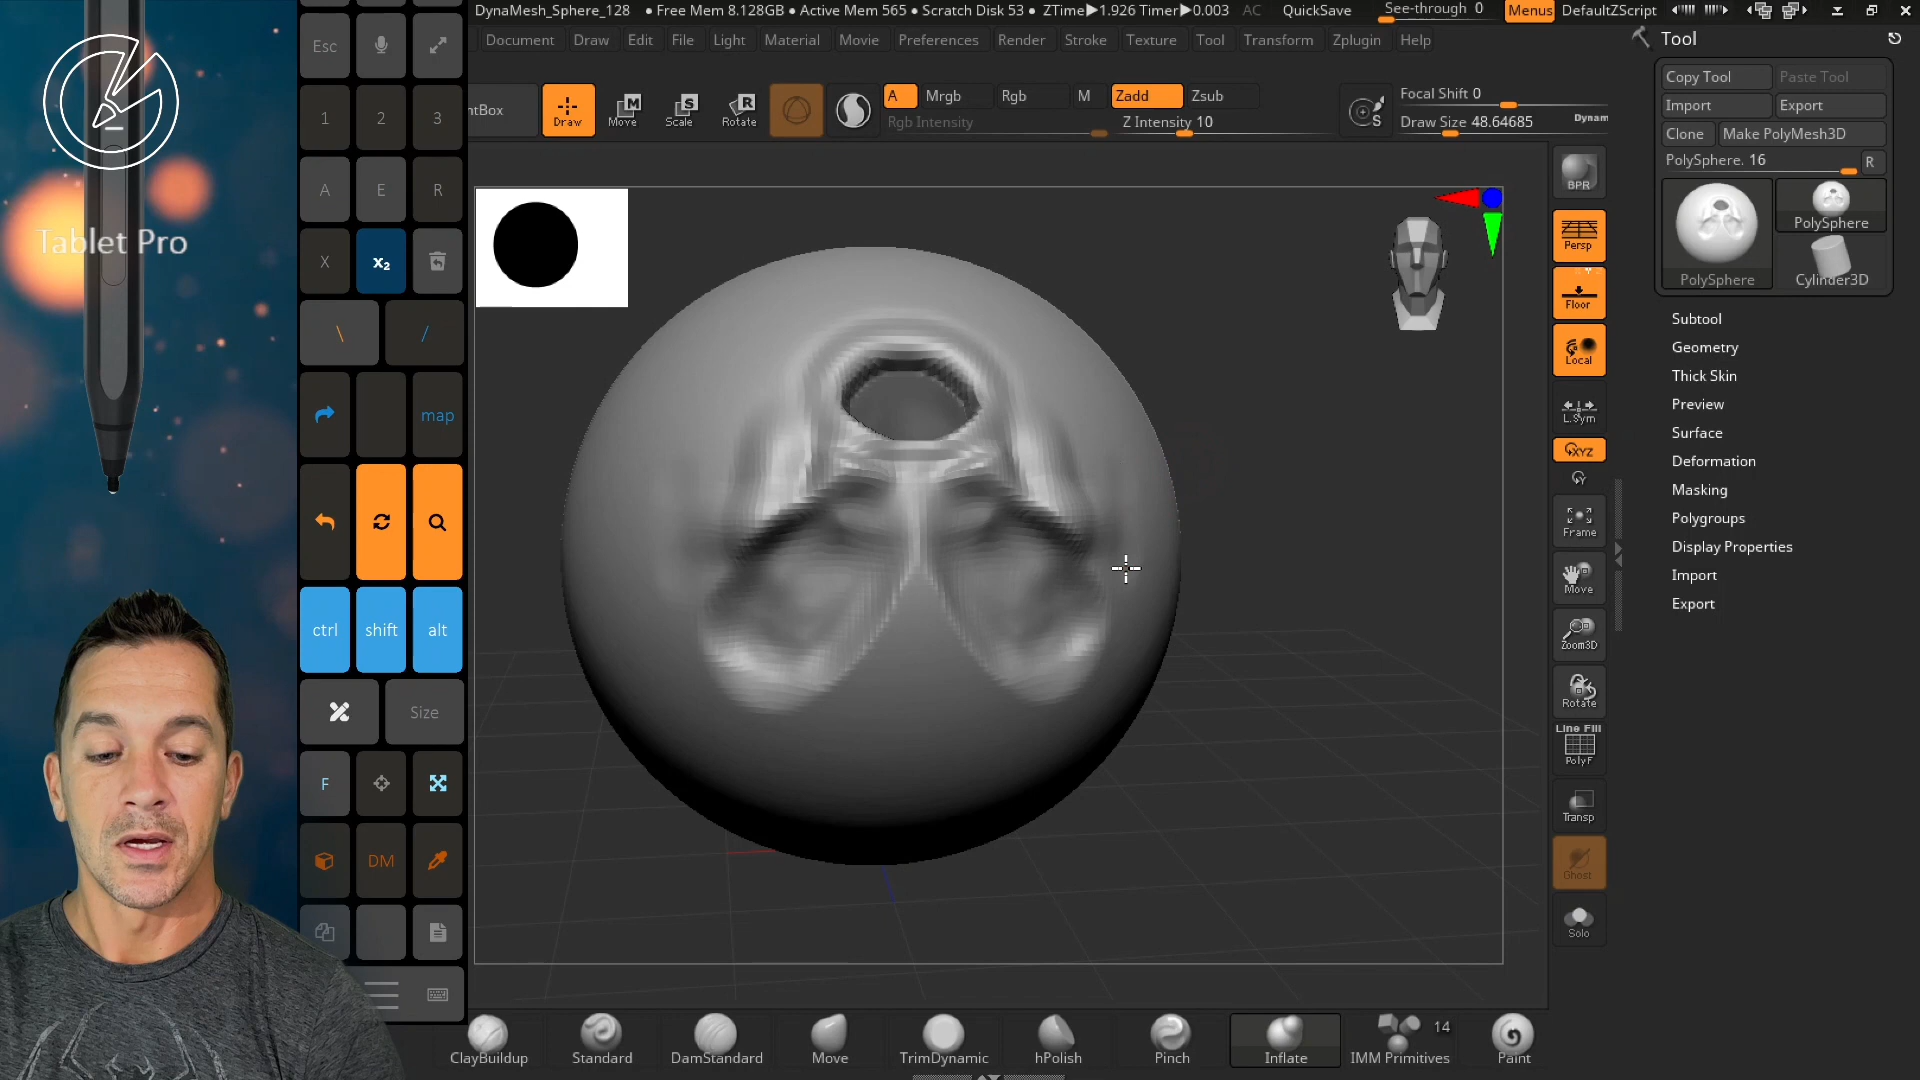 DynaMesh_Sphere_128 • Free Mem 8.128GB • Active Mem 565 • Scratch Disk 53 • ZTime▶1.926 Timer▶0.003 AC QuickSave See-through 0 Menus DefaultZScript
Document Draw Edit File Light Material Movie Preferences Render Stroke Texture Tool Transform Zplugin Help
ntBox Draw Move Scale Rotate A Mrgb Rgb M Zadd Zsub
M S R
Rgb Intensity Z Intensity 10
S
Focal Shift 0
Draw Size 48.64685 Dynam
Tool
Copy Tool Paste Tool
Import Export
Clone Make PolyMesh3D
PolySphere. 16 R
PolySphere
PolySphere Cylinder3D
Subtool
Geometry
Thick Skin
Preview
Surface
Deformation
Masking
Polygroups
Display Properties
Import
Export
BPR
Persp
Floor
Local
L.Sym
XYZ
Y
Frame
Move
Zoom3D
Rotate
Line Fill
PolyF
Transp
Ghost
Solo
Tablet Pro
Esc
1 2 3
A E R
X x₂
\ /
map
ctrl shift alt
Size
F
DM
ClayBuildup Standard DamStandard Move TrimDynamic hPolish Pinch Inflate IMM Primitives 14 Paint